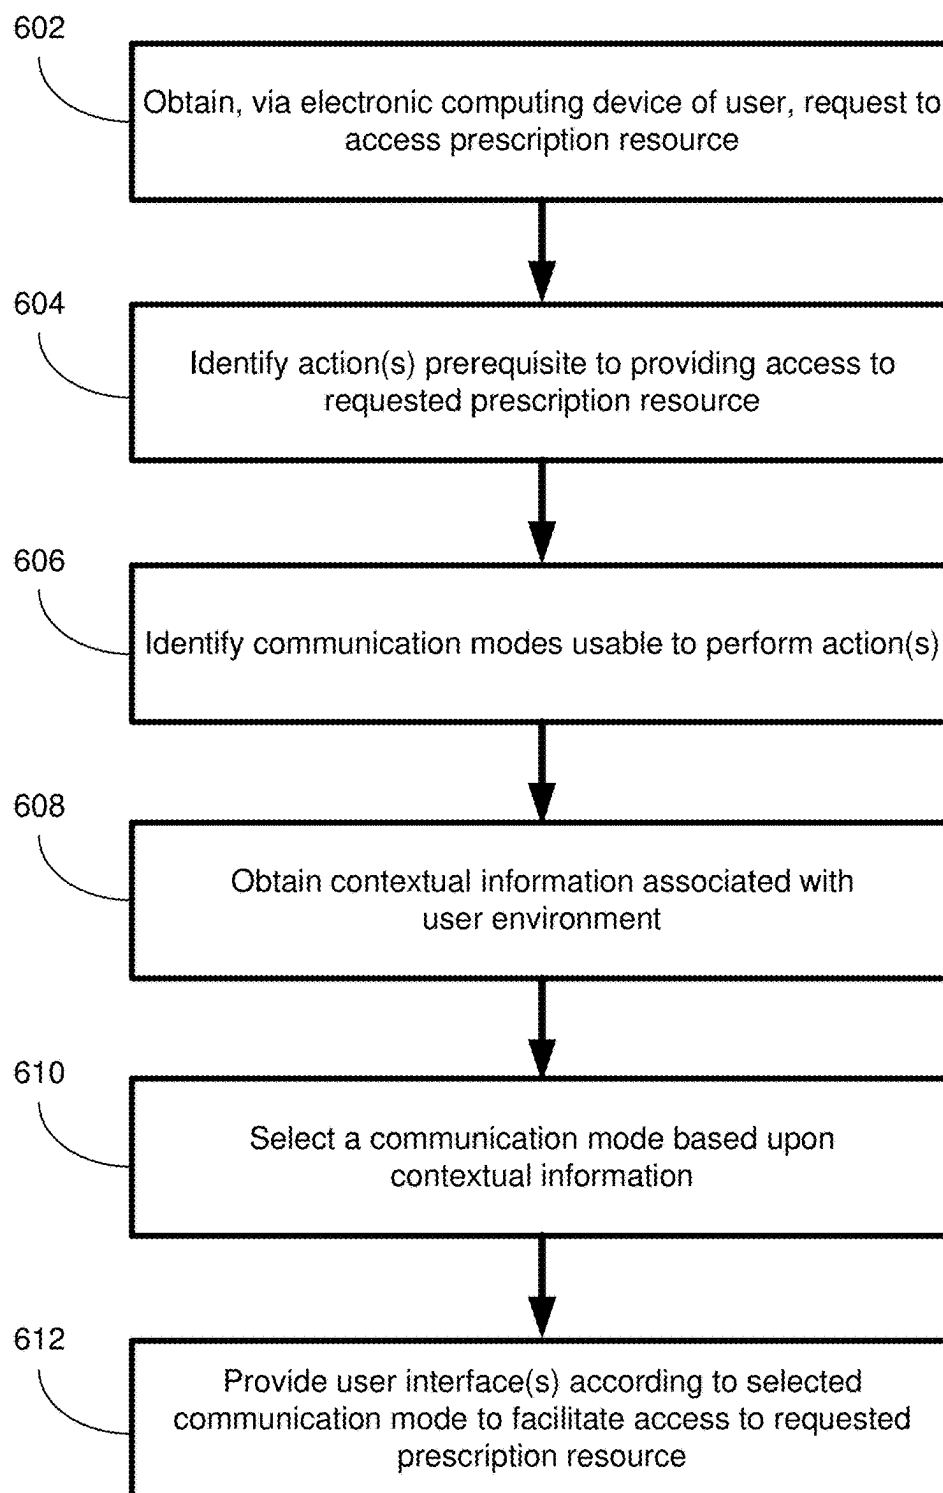 602
Obtain, via electronic computing device of user, request to
access prescription resource
604
Identify action(s) prerequisite to providing access to
requested prescription resource
606
Identify communication modes usable to perform action(s)
608
Obtain contextual information associated with
user environment
610
Select a communication mode based upon
contextual information
612
Provide user interface(s) according to selected
communication mode to facilitate access to requested
prescription resource